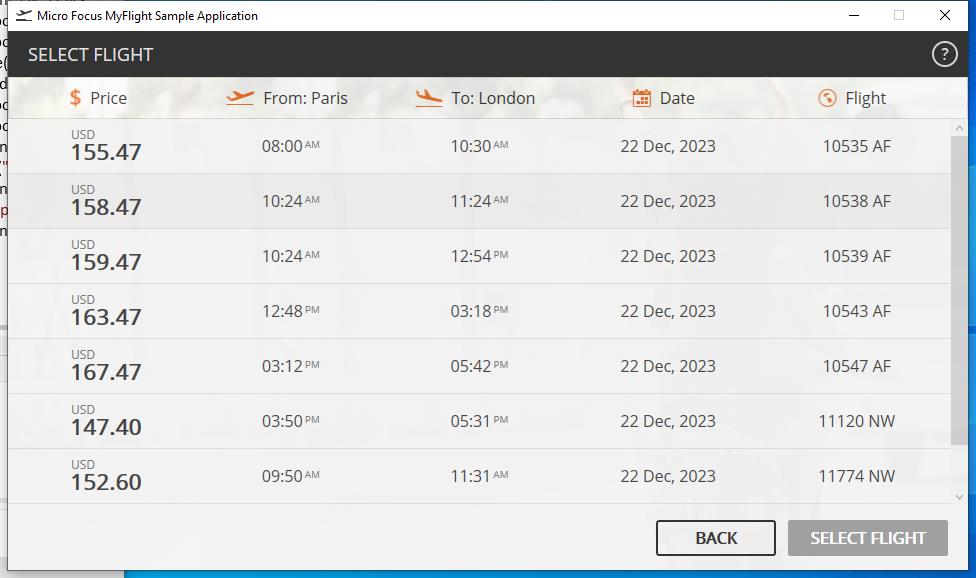 Micro Focus MyFlight Sample Application
SELECT FLIGHT ?
$ Price From: Paris To: London Date Flight
USD
155.47 08:00 AM 10:30 AM 22 Dec, 2023 10535 AF
USD
158.47 10:24 AM 11:24 AM 22 Dec, 2023 10538 AF
USD
159.47 10:24 AM 12:54 PM 22 Dec, 2023 10539 AF
USD
163.47 12:48 PM 03:18 PM 22 Dec, 2023 10543 AF
USD
167.47 03:12 PM 05:42 PM 22 Dec, 2023 10547 AF
USD
147.40 03:50 PM 05:31 PM 22 Dec, 2023 11120 NW
USD
152.60 09:50 AM 11:31 AM 22 Dec, 2023 11774 NW
BACK SELECT FLIGHT